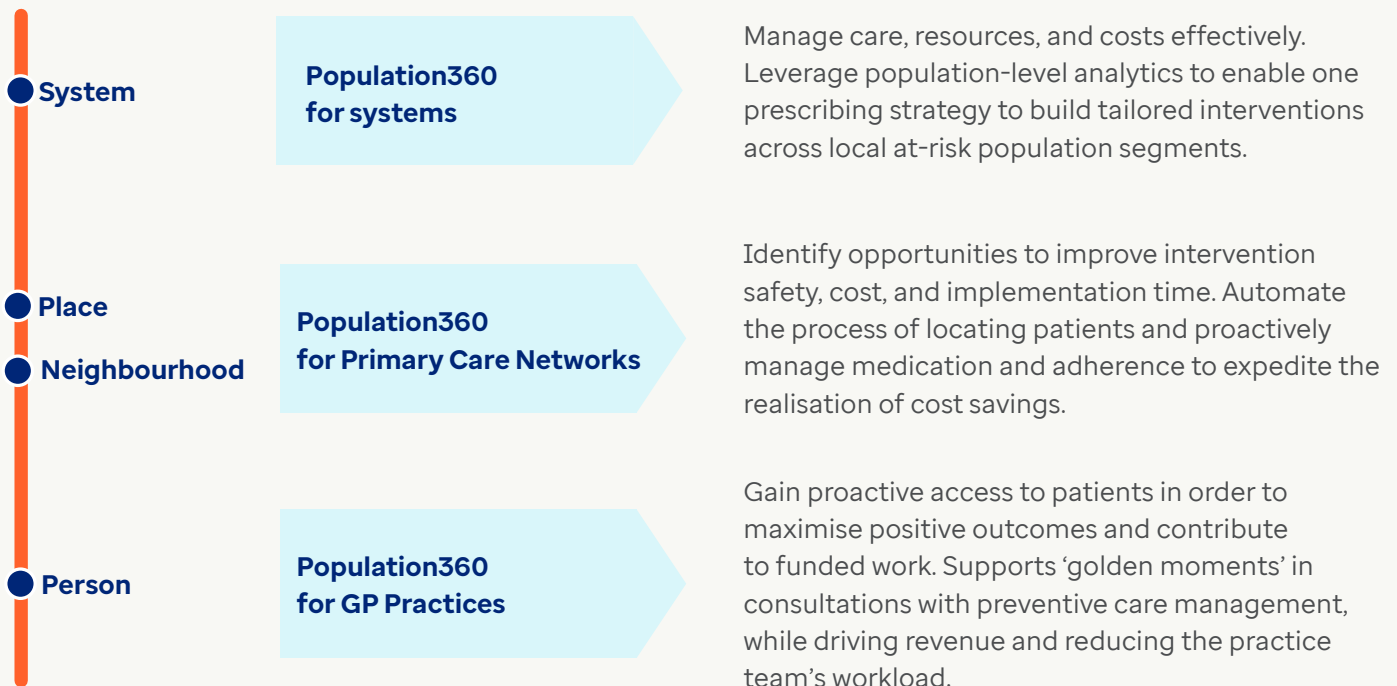 System
Population360
for systems
Manage care, resources, and costs effectively.
Leverage population-level analytics to enable one
prescribing strategy to build tailored interventions
across local at-risk population segments.
Place
Neighbourhood
Population360
for Primary Care Networks
Identify opportunities to improve intervention
safety, cost, and implementation time. Automate
the process of locating patients and proactively
manage medication and adherence to expedite the
realisation of cost savings.
Person
Population360
for GP Practices
Gain proactive access to patients in order to
maximise positive outcomes and contribute
to funded work. Supports ‘golden moments’ in
consultations with preventive care management,
while driving revenue and reducing the practice
team’s workload.